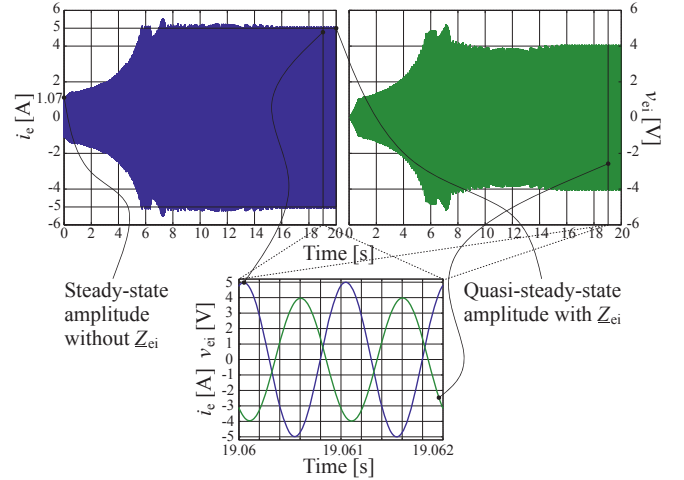 6
5
4
2
1.07
0
-2
-4
-5
-6
i_e [A]
0 2 4 6 8 10 12 14 16 18 20
Time [s]
6
4
2
0
-2
-4
-6
v_ei [V]
0 2 4 6 8 10 12 14 16 18 20
Steady-state
amplitude
without Z_ei
Quasi-steady-state
amplitude with Z_ei
5
4
3
2
1
0
-1
-2
-3
-4
-5
i_e [A] v_ei [V]
19.06 19.061 19.062
Time [s]